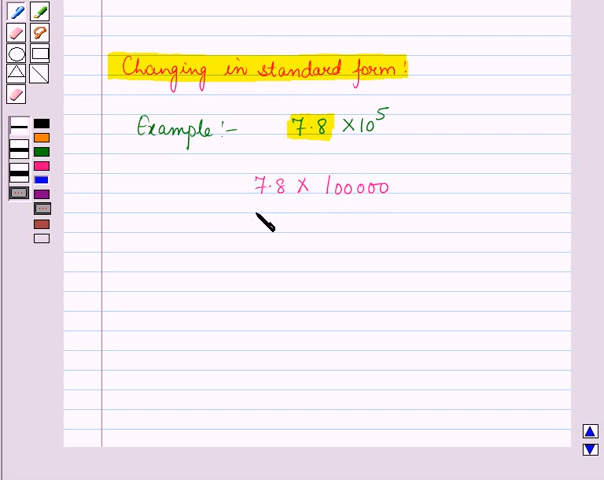 Changing in standard form:
Example:- 7.8 × 10⁵
7.8 × 100000